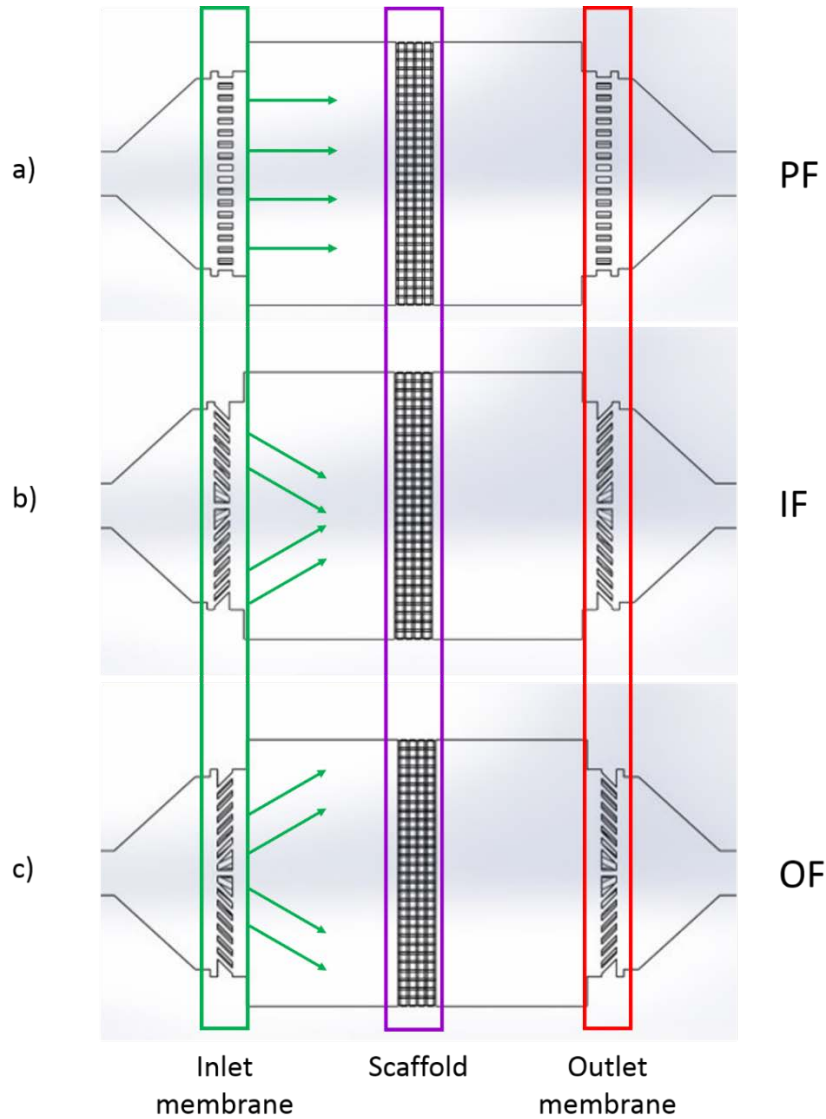 a)
PF
b)
IF
c)
OF
Inlet
membrane
Scaffold
Outlet
membrane